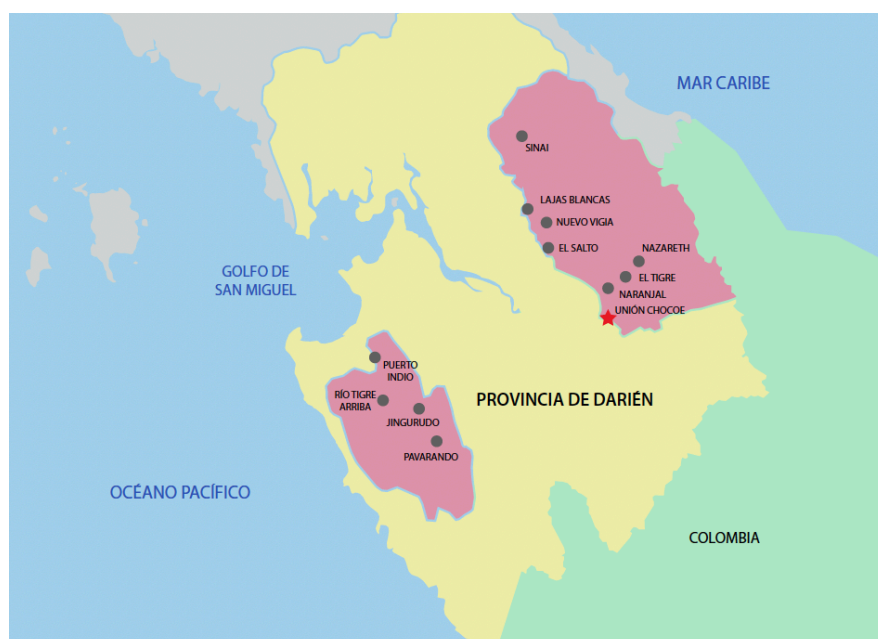 MAR CARIBE
SINAI
LAJAS BLANCAS
NUEVO VIGIA
EL SALTO
NAZARETH
EL TIGRE
NARANJAL
UNIÓN CHOCOE
GOLFO DE
SAN MIGUEL
PUERTO
INDIO
RÍO TIGRE
ARRIBA
JINGURUDO
PAVARANDO
PROVINCIA DE DARIÉN
OCÉANO PACÍFICO
COLOMBIA